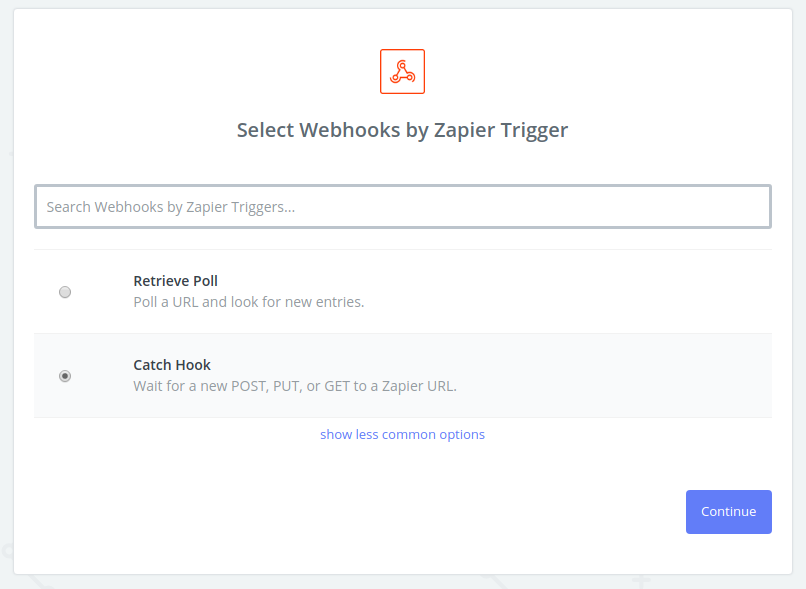 Select Webhooks by Zapier Trigger
Search Webhooks by Zapier Triggers...
Retrieve Poll
Poll a URL and look for new entries.
Catch Hook
Wait for a new POST, PUT, or GET to a Zapier URL.
show less common options
Continue